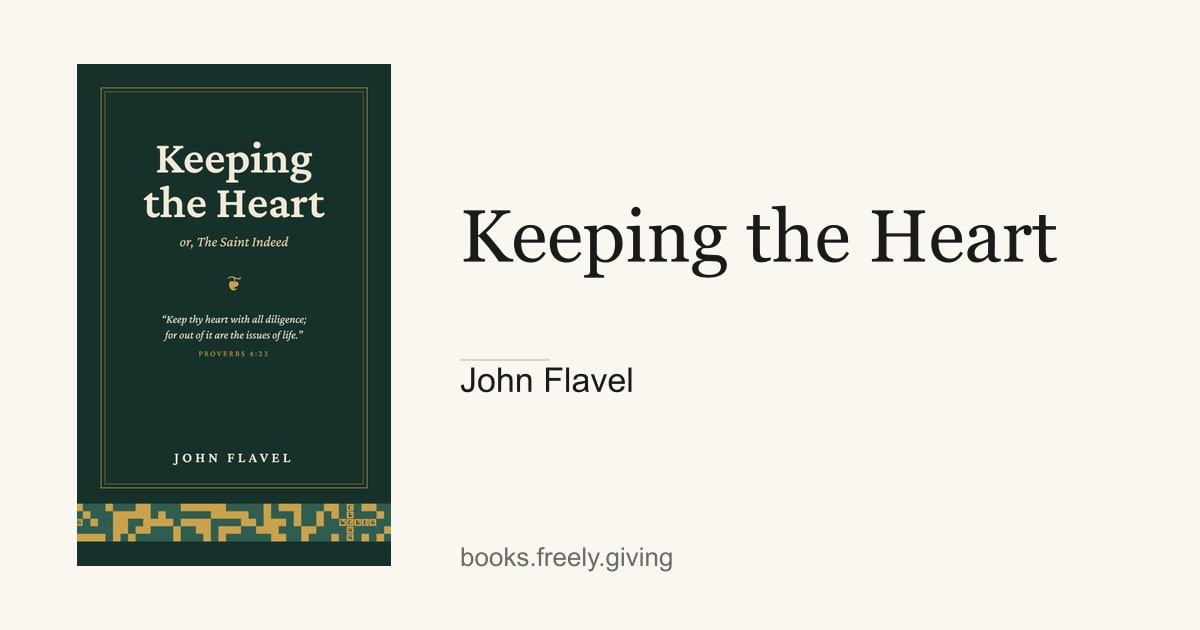 Keeping
the Heart
or, The Saint Indeed
“Keep thy heart with all diligence;
for out of it are the issues of life.”
PROVERBS 4:23
JOHN FLAVEL
Keeping the Heart
John Flavel
books.freely.giving